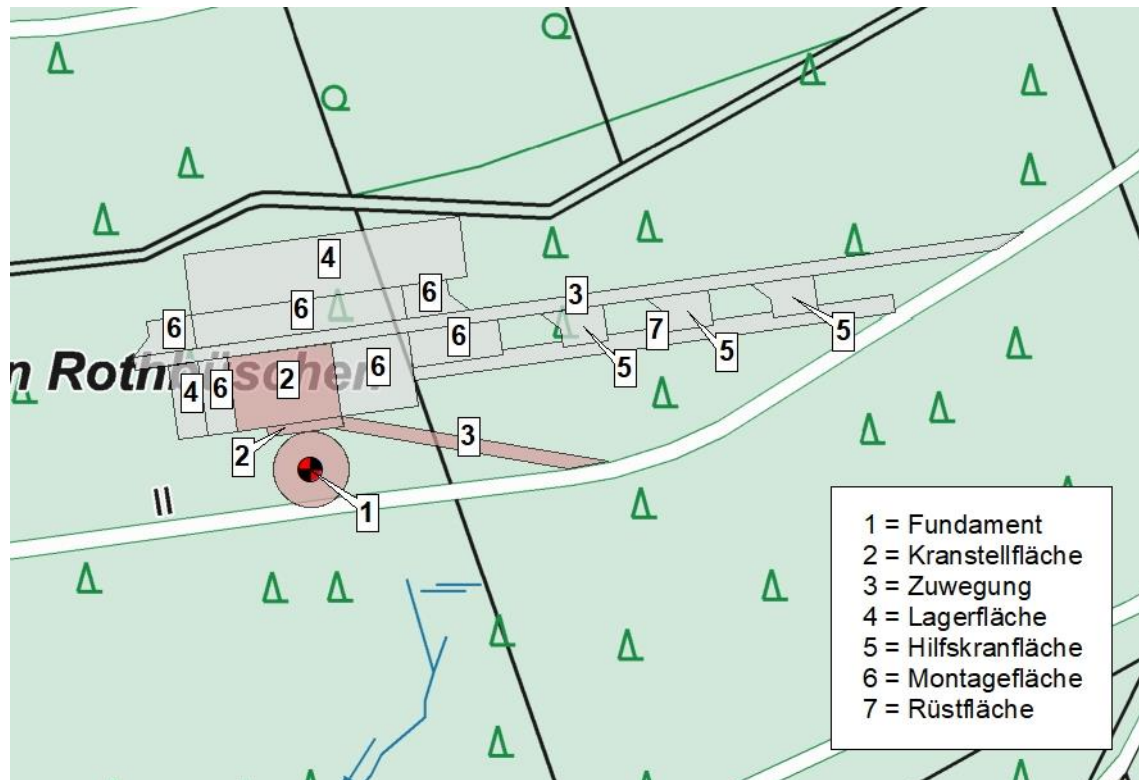 4
6
3
6
6
7
5
6
5
6
5
n Rothbüschen
2
6
4
3
2
1
1 = Fundament
2 = Kranstellfläche
3 = Zuwegung
4 = Lagerfläche
5 = Hilfskranfläche
6 = Montagefläche
7 = Rüstfläche